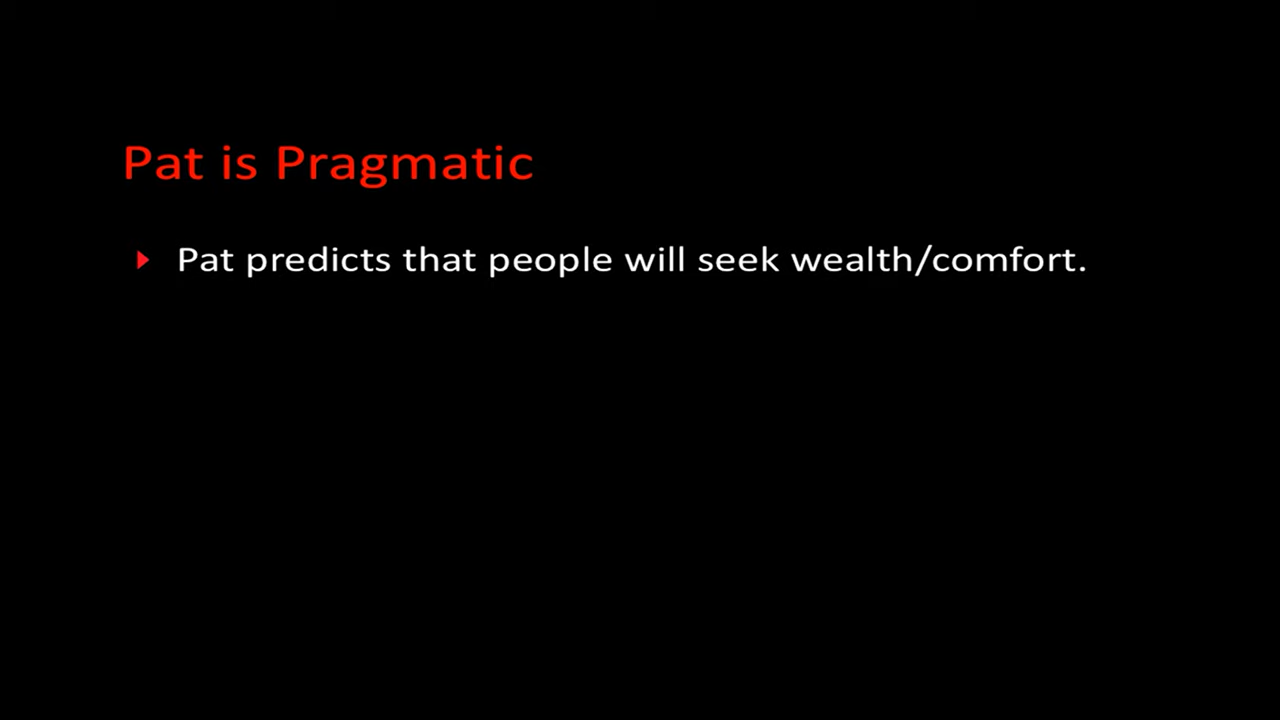 Pat is Pragmatic
Pat predicts that people will seek wealth/comfort.